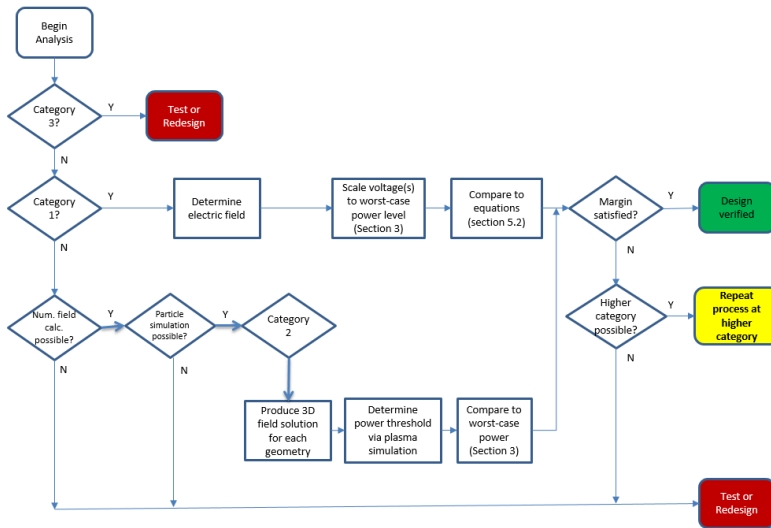 Begin
Analysis
Category
3?
Y
Test or
Redesign
N
Category
1?
Y
Determine
electric field
Scale voltage(s)
to worst-case
power level
(Section 3)
Compare to
equations
(section 5.2)
Margin
satisfied?
Y
Design
verified
N
N
Num. field
calc.
possible?
Y
Particle
simulation
possible?
Y
Category
2
Higher
category
possible?
Y
Repeat
process at
higher
category
N
N
N
Produce 3D
field solution
for each
geometry
Determine
power threshold
via plasma
simulation
Compare to
worst-case
power
(Section 3)
Test or
Redesign